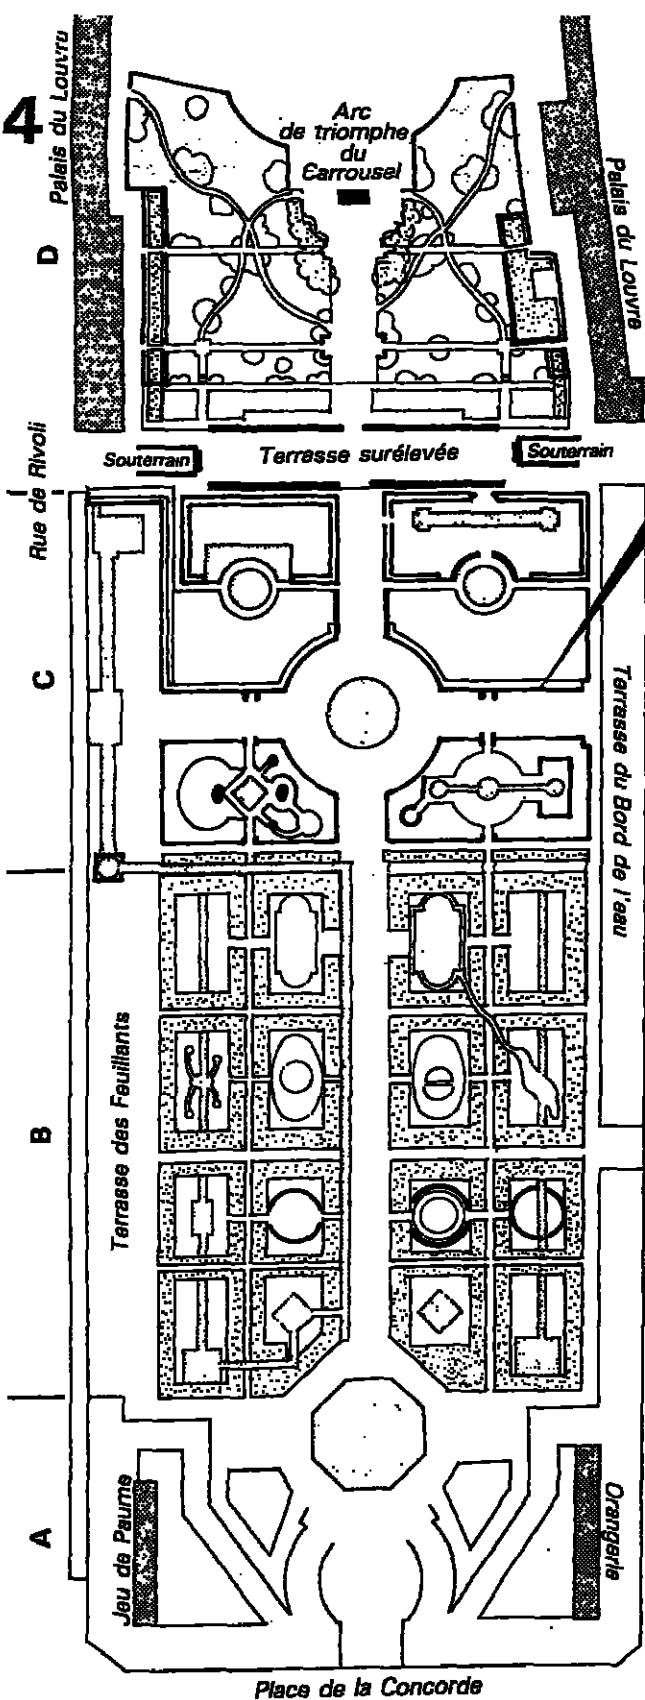 4
Palais du Louvre
Arc
de triomphe
du
Carrousel
Palais du Louvre
D
Rue de Rivoli
Souterrain
Terrasse surélevée
Souterrain
C
Terrasse du Bord de l'eau
B
Terrasse des Feuillants
A
Jeu de Paume
Orangerie
Place de la Concorde